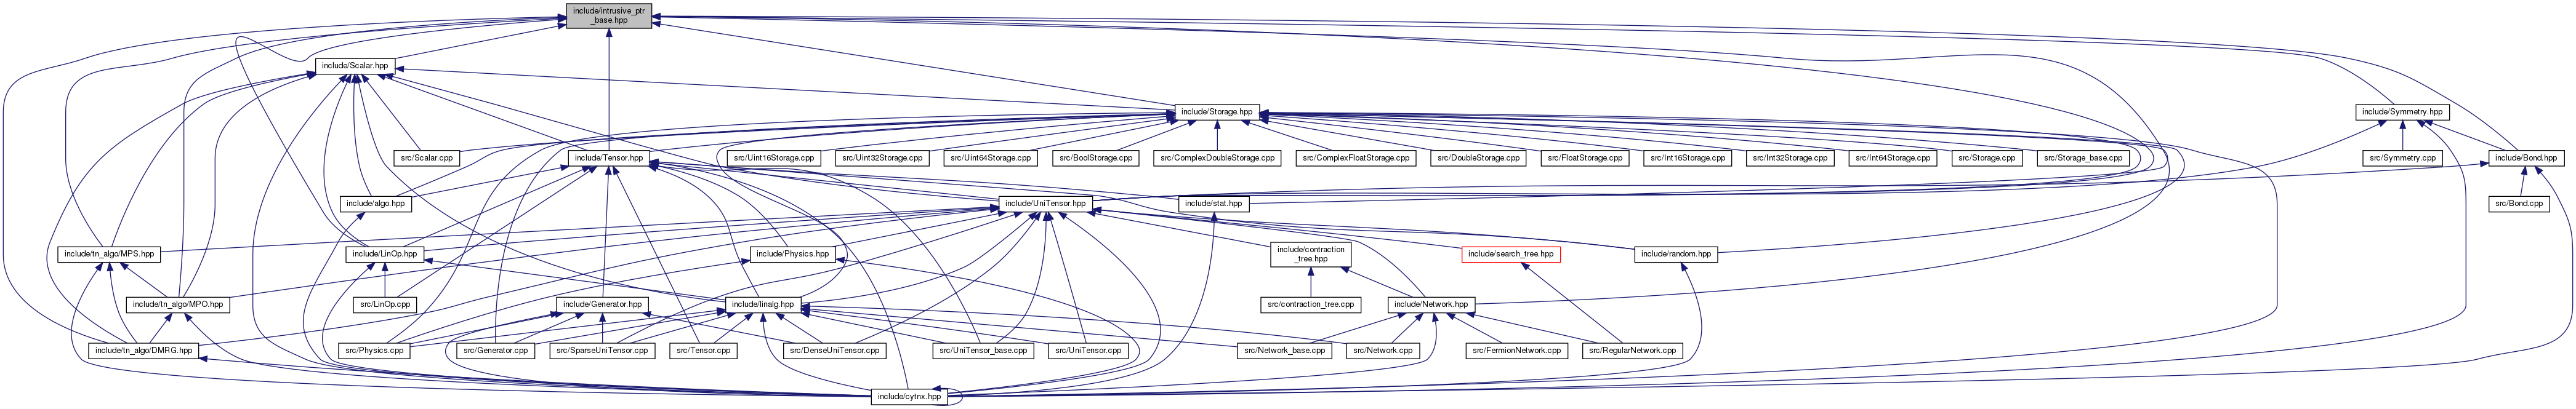 include/intrusive_ptr
_base.hpp
include/Scalar.hpp
include/Storage.hpp
include/Symmetry.hpp
src/Scalar.cpp
include/Tensor.hpp
src/Uint16Storage.cpp
src/Uint32Storage.cpp
src/Uint64Storage.cpp
src/BoolStorage.cpp
src/ComplexDoubleStorage.cpp
src/ComplexFloatStorage.cpp
src/DoubleStorage.cpp
src/FloatStorage.cpp
src/Int16Storage.cpp
src/Int32Storage.cpp
src/Int64Storage.cpp
src/Storage.cpp
src/Storage_base.cpp
src/Symmetry.cpp
include/Bond.hpp
include/algo.hpp
include/UniTensor.hpp
include/stat.hpp
src/Bond.cpp
include/tn_algo/MPS.hpp
include/LinOp.hpp
include/Physics.hpp
include/contraction
_tree.hpp
include/search_tree.hpp
include/random.hpp
include/tn_algo/MPO.hpp
src/LinOp.cpp
include/Generator.hpp
include/linalg.hpp
src/contraction_tree.cpp
include/Network.hpp
include/tn_algo/DMRG.hpp
src/Physics.cpp
src/Generator.cpp
src/SparseUniTensor.cpp
src/Tensor.cpp
src/DenseUniTensor.cpp
src/UniTensor_base.cpp
src/UniTensor.cpp
src/Network_base.cpp
src/Network.cpp
src/FermionNetwork.cpp
src/RegularNetwork.cpp
include/cytnx.hpp